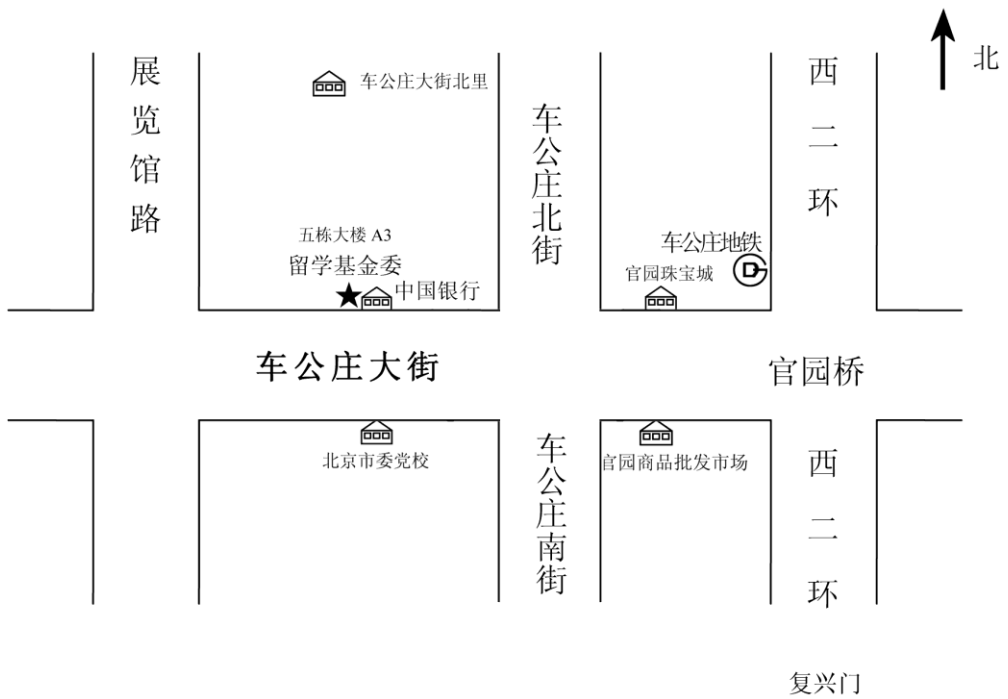 北
展览馆路
车公庄大街北里
车公庄北街
西二环
五栋大楼 A3
留学基金委
中国银行
车公庄地铁
官园珠宝城
D
车公庄大街
官园桥
北京市委党校
车公庄南街
官园商品批发市场
西二环
复兴门